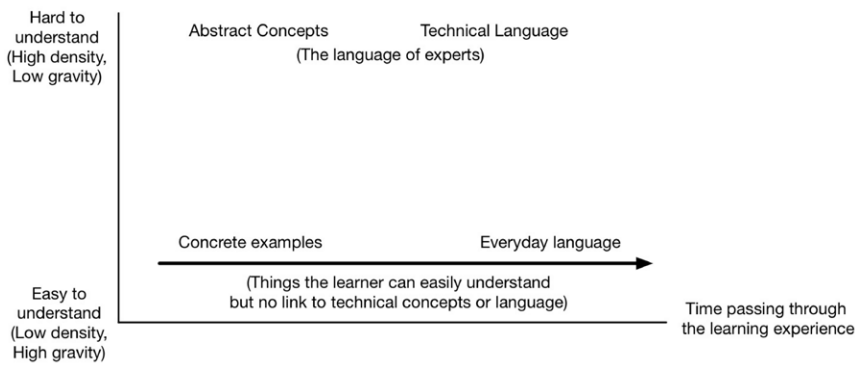 Hard to
understand
(High density,
Low gravity)
Abstract Concepts
Technical Language
(The language of experts)
Concrete examples
Everyday language
(Things the learner can easily understand
but no link to technical concepts or language)
Easy to
understand
(Low density,
High gravity)
Time passing through
the learning experience